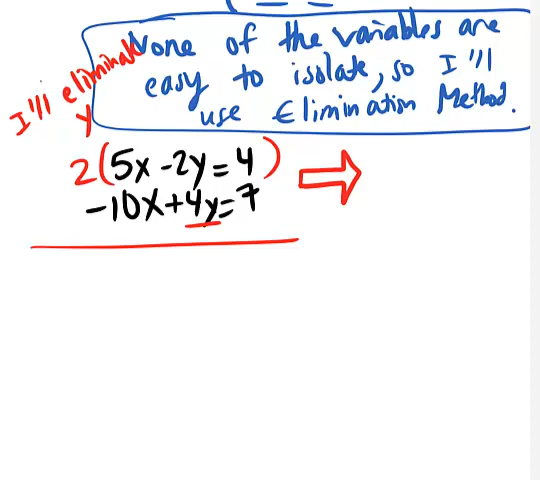 None of the variables are
easy to isolate, so I'll
use Elimination Method.
I'll eliminate
y
2(5x - 2y = 4)
-10x + 4y = 7